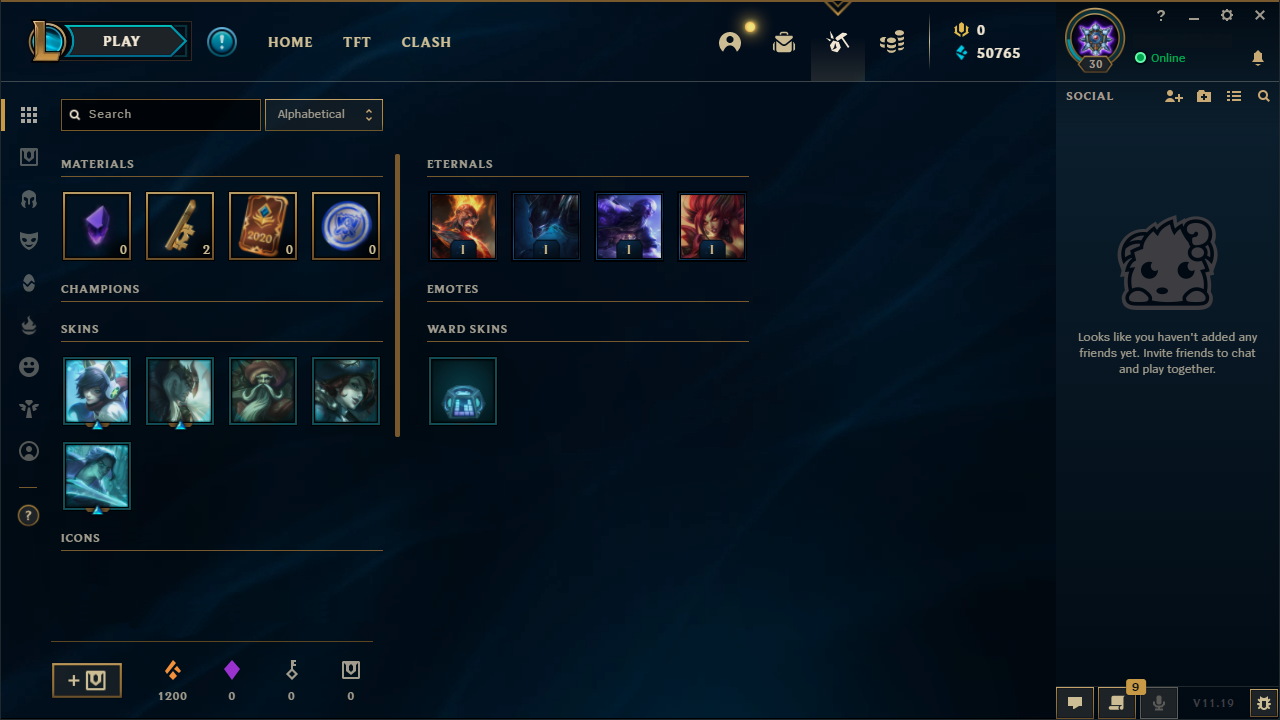 PLAY
HOME
TFT
CLASH
0
50765
?
30
Online
SOCIAL
Search
Alphabetical
MATERIALS
0
2
2020
0
0
ETERNALS
I
I
I
I
CHAMPIONS
EMOTES
SKINS
WARD SKINS
ICONS
?
Looks like you haven't added any
friends yet. Invite friends to chat
and play together.
+
1200
0
0
0
9
V11.19